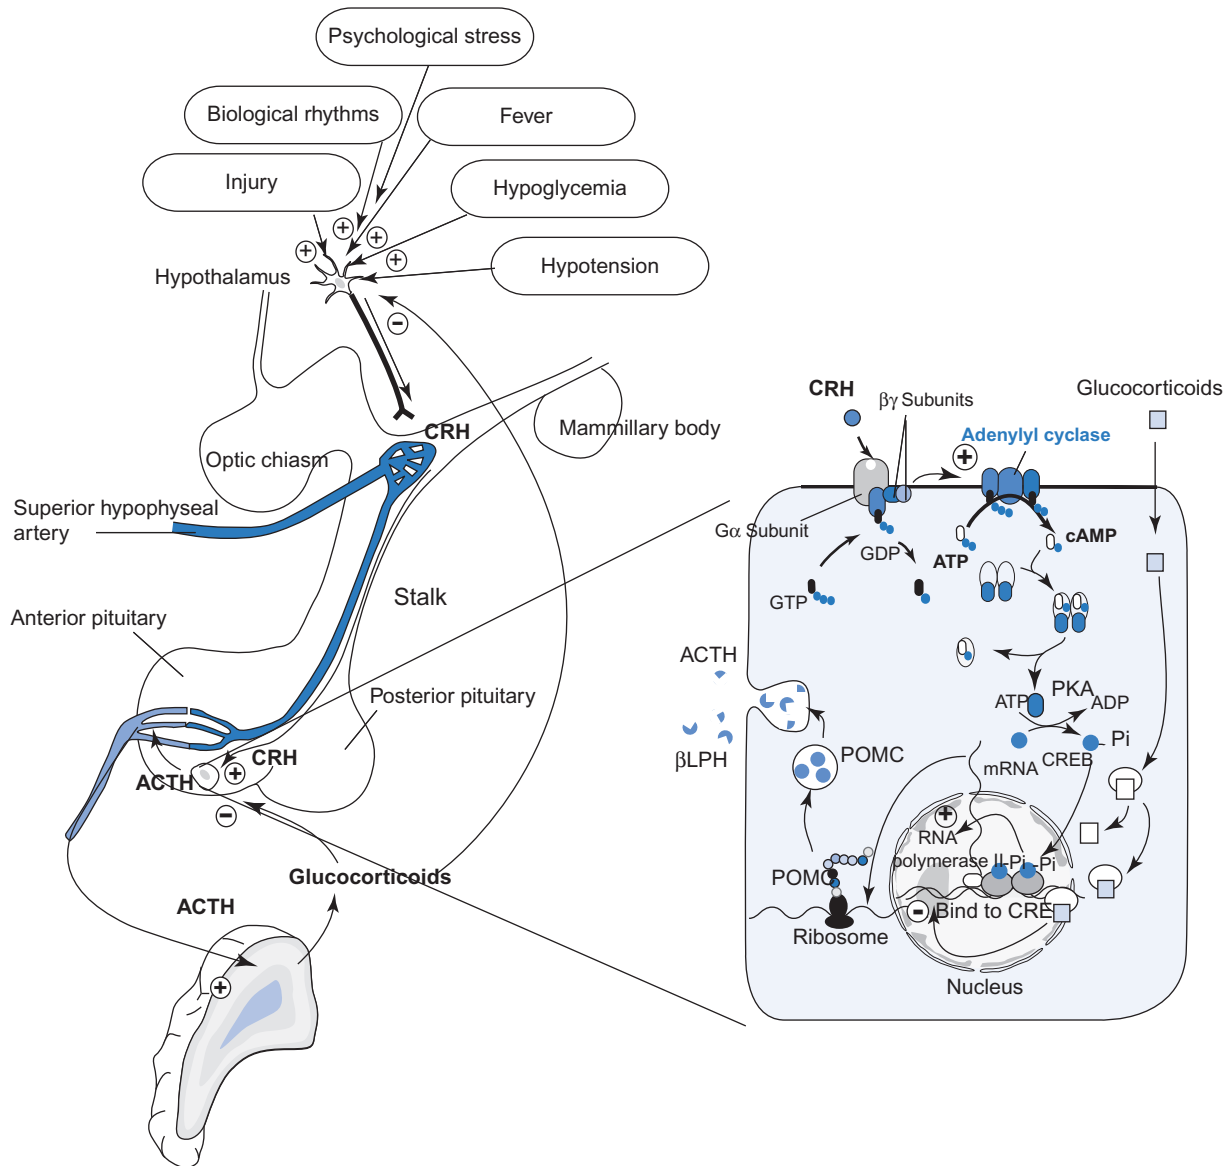 Psychological stress
Biological rhythms
Fever
Injury
Hypoglycemia
Hypotension
Hypothalamus
+
+
+
+
−
CRH
Mammillary body
Optic chiasm
Superior hypophyseal
artery
Stalk
Anterior pituitary
Posterior pituitary
CRH
+
ACTH
−
Glucocorticoids
ACTH
+
CRH
βγ Subunits
Glucocorticoids
+
Adenylyl cyclase
Gα Subunit
GDP
ATP
cAMP
GTP
ACTH
βLPH
POMC
ATP
PKA
ADP
Pi
mRNA
CREB
+
RNA
polymerase II
-Pi
-Pi
POMC
−
Bind to CRE
Ribosome
Nucleus